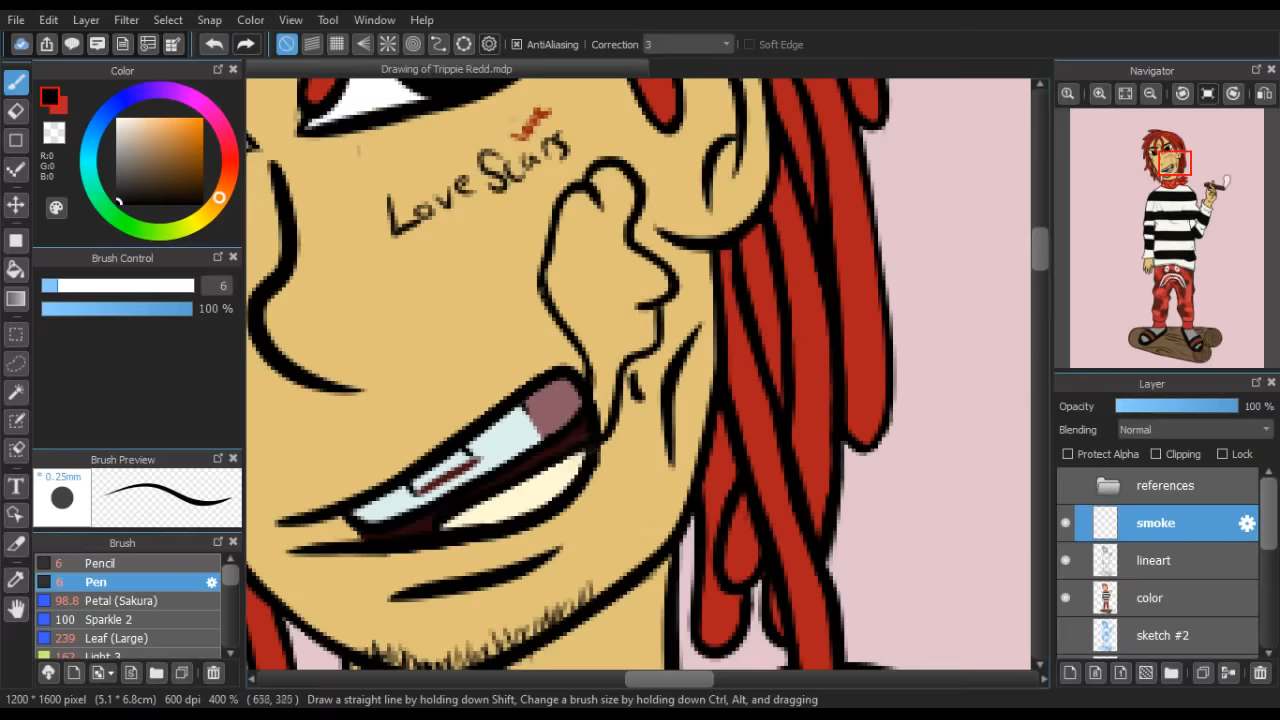 File Edit Layer Filter Select Snap Color View Tool Window Help
AntiAliasing Correction 3 Soft Edge
Color
Drawing of Trippie Redd.mdp
Navigator
R:0
G:0
B:0
Love Scars
Brush Control
6
100 %
Layer
Opacity 100 %
Blending Normal
Protect Alpha Clipping Lock
Brush Preview
* 0.25mm
references
smoke
lineart
color
sketch #2
Brush
6 Pencil
6 Pen
98.8 Petal (Sakura)
100 Sparkle 2
239 Leaf (Large)
162 Light 3
1200 * 1600 pixel (5.1 * 6.8cm) 600 dpi 400 % Draw a straight line by holding down Shift, Change a brush size by holding down Ctrl, Alt, and dragging